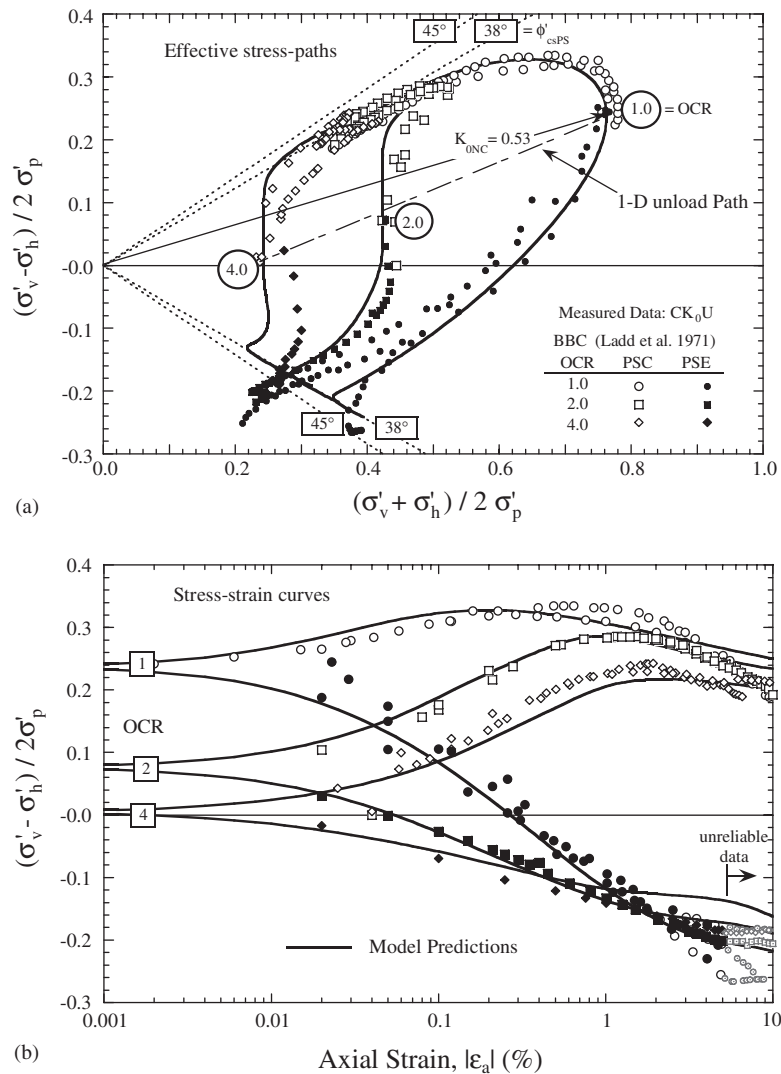 (a)
(σ'v-σ'h) / 2 σ'p
0.4
0.3
0.2
0.1
-0.0
-0.1
-0.2
-0.3
Effective stress-paths
45°
38° = ϕ'csPS
1.0 = OCR
K0NC = 0.53
1-D unload Path
2.0
4.0
Measured Data: CK0U
BBC (Ladd et al. 1971)
OCR PSC PSE
1.0
2.0
4.0
45° 38°
0.0 0.2 0.4 0.6 0.8 1.0
(σ'v + σ'h) / 2 σ'p
(b)
(σ'v - σ'h) / 2σ'p
0.4
0.3
0.2
0.1
-0.0
-0.1
-0.2
-0.3
Stress-strain curves
1
OCR
2
4
unreliable
data
Model Predictions
0.001 0.01 0.1 1 10
Axial Strain, |εa| (%)